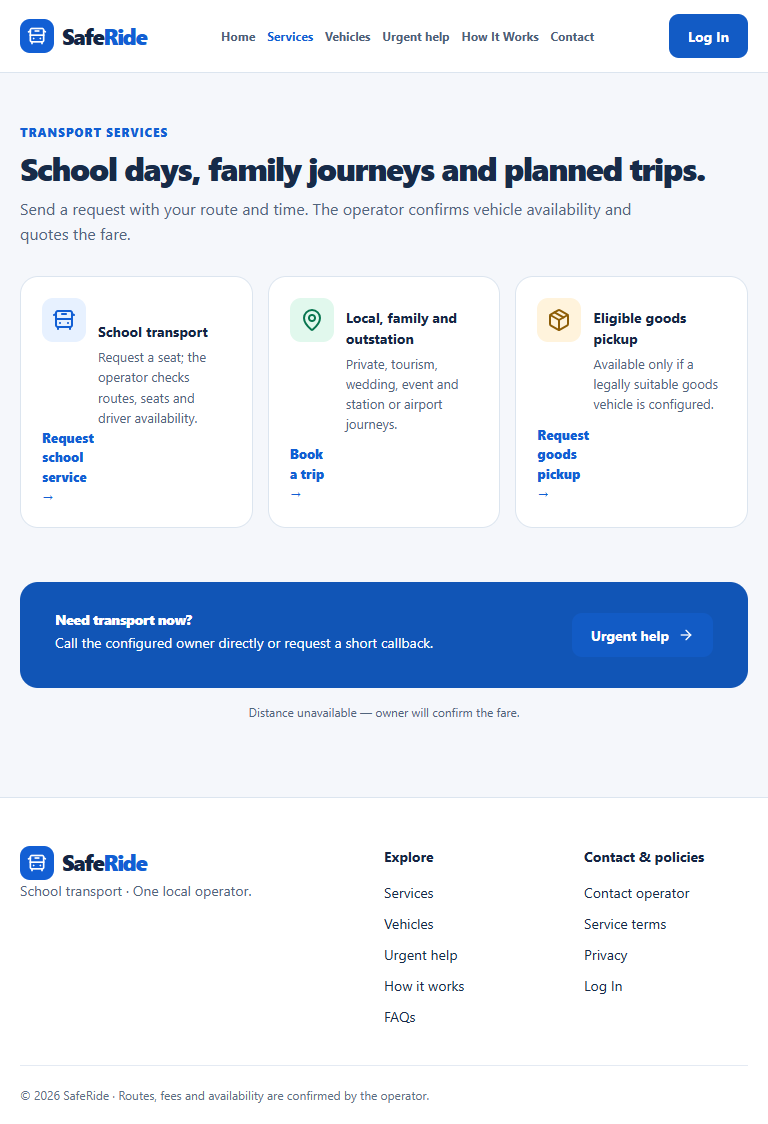 SafeRide
Home Services Vehicles Urgent help How It Works Contact
Log In
TRANSPORT SERVICES
School days, family journeys and planned trips.
Send a request with your route and time. The operator confirms vehicle availability and
quotes the fare.
School transport
Request a seat; the
operator checks
routes, seats and
driver availability.
Request
school
service
→
Local, family and
outstation
Private, tourism,
wedding, event and
station or airport
journeys.
Book
a trip
→
Eligible goods
pickup
Available only if a
legally suitable goods
vehicle is configured.
Request
goods
pickup
→
Need transport now?
Call the configured owner directly or request a short callback.
Urgent help →
Distance unavailable — owner will confirm the fare.
SafeRide
School transport · One local operator.
Explore
Services
Vehicles
Urgent help
How it works
FAQs
Contact & policies
Contact operator
Service terms
Privacy
Log In
© 2026 SafeRide · Routes, fees and availability are confirmed by the operator.